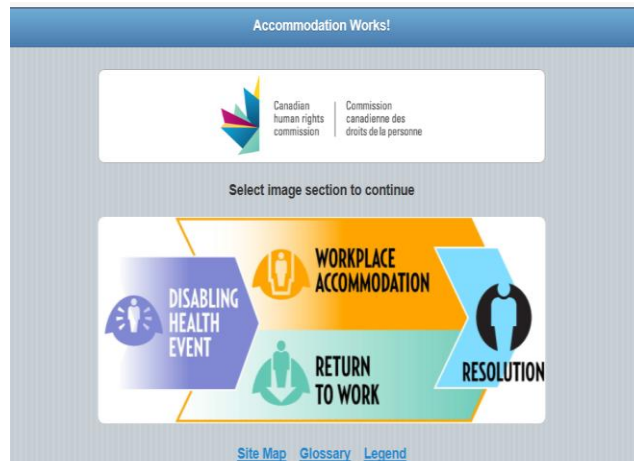 Accommodation Works!
Canadian
human rights
commission
Commission
canadienne des
droits de la personne
Select image section to continue
DISABLING
HEALTH
EVENT
WORKPLACE
ACCOMMODATION
RETURN
TO WORK
RESOLUTION
Site Map Glossary Legend